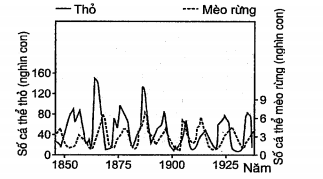 Thỏ
Mèo rừng
Số cá thể thỏ (nghìn con)
160
120
80
40
0
9
6
3
0
Số cá thể mèo rừng (nghìn con)
1850 1875 1900 1925 Năm